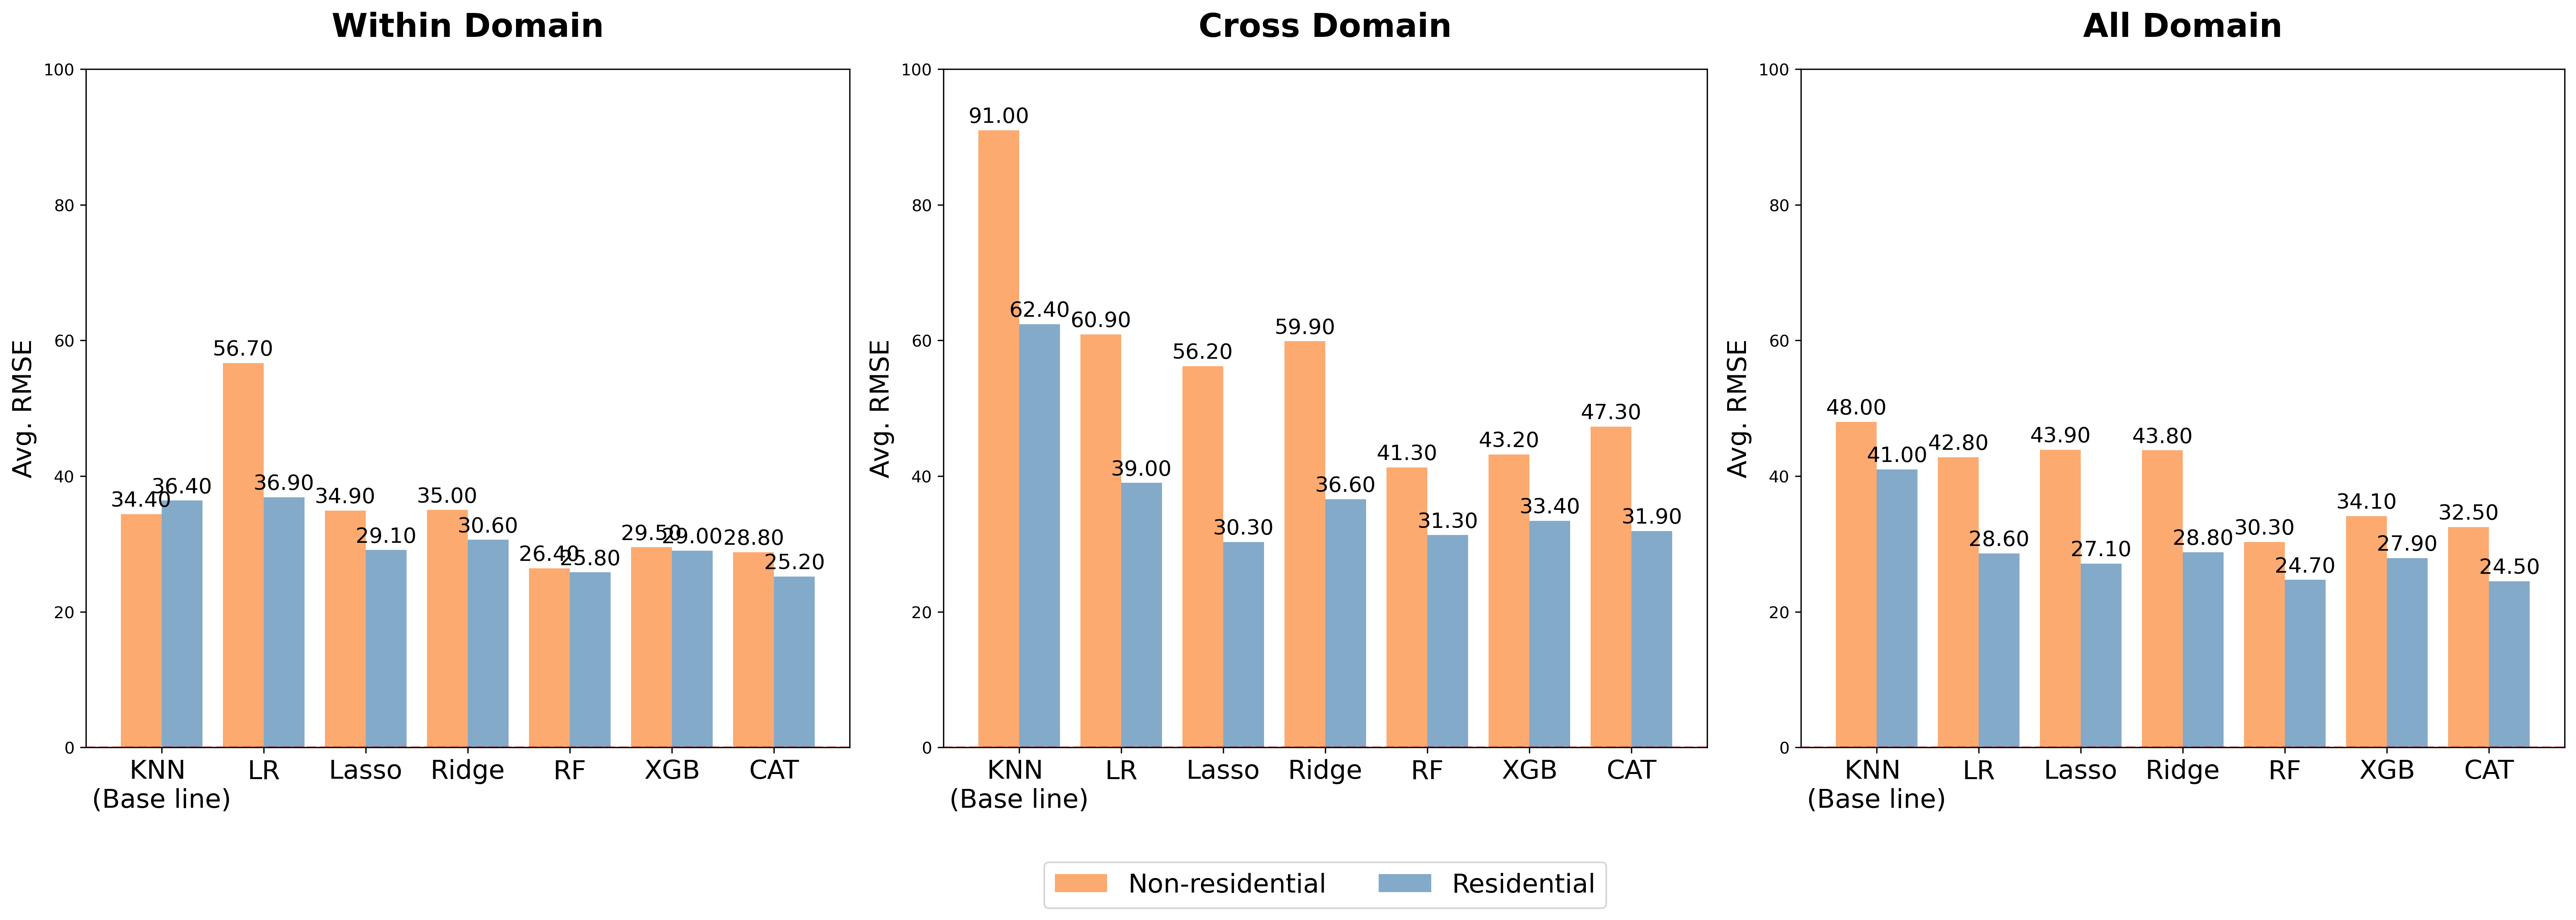 Within Domain
Avg. RMSE
100
80
60
40
20
0
34.40
36.40
56.70
36.90
34.90
29.10
35.00
30.60
26.40
25.80
29.50
29.00
28.80
25.20
KNN
(Base line)
LR
Lasso
Ridge
RF
XGB
CAT
Cross Domain
Avg. RMSE
100
80
60
40
20
0
91.00
62.40
60.90
39.00
56.20
30.30
59.90
36.60
41.30
31.30
43.20
33.40
47.30
31.90
KNN
(Base line)
LR
Lasso
Ridge
RF
XGB
CAT
All Domain
Avg. RMSE
100
80
60
40
20
0
48.00
41.00
42.80
28.60
43.90
27.10
43.80
28.80
30.30
24.70
34.10
27.90
32.50
24.50
KNN
(Base line)
LR
Lasso
Ridge
RF
XGB
CAT
Non-residential
Residential